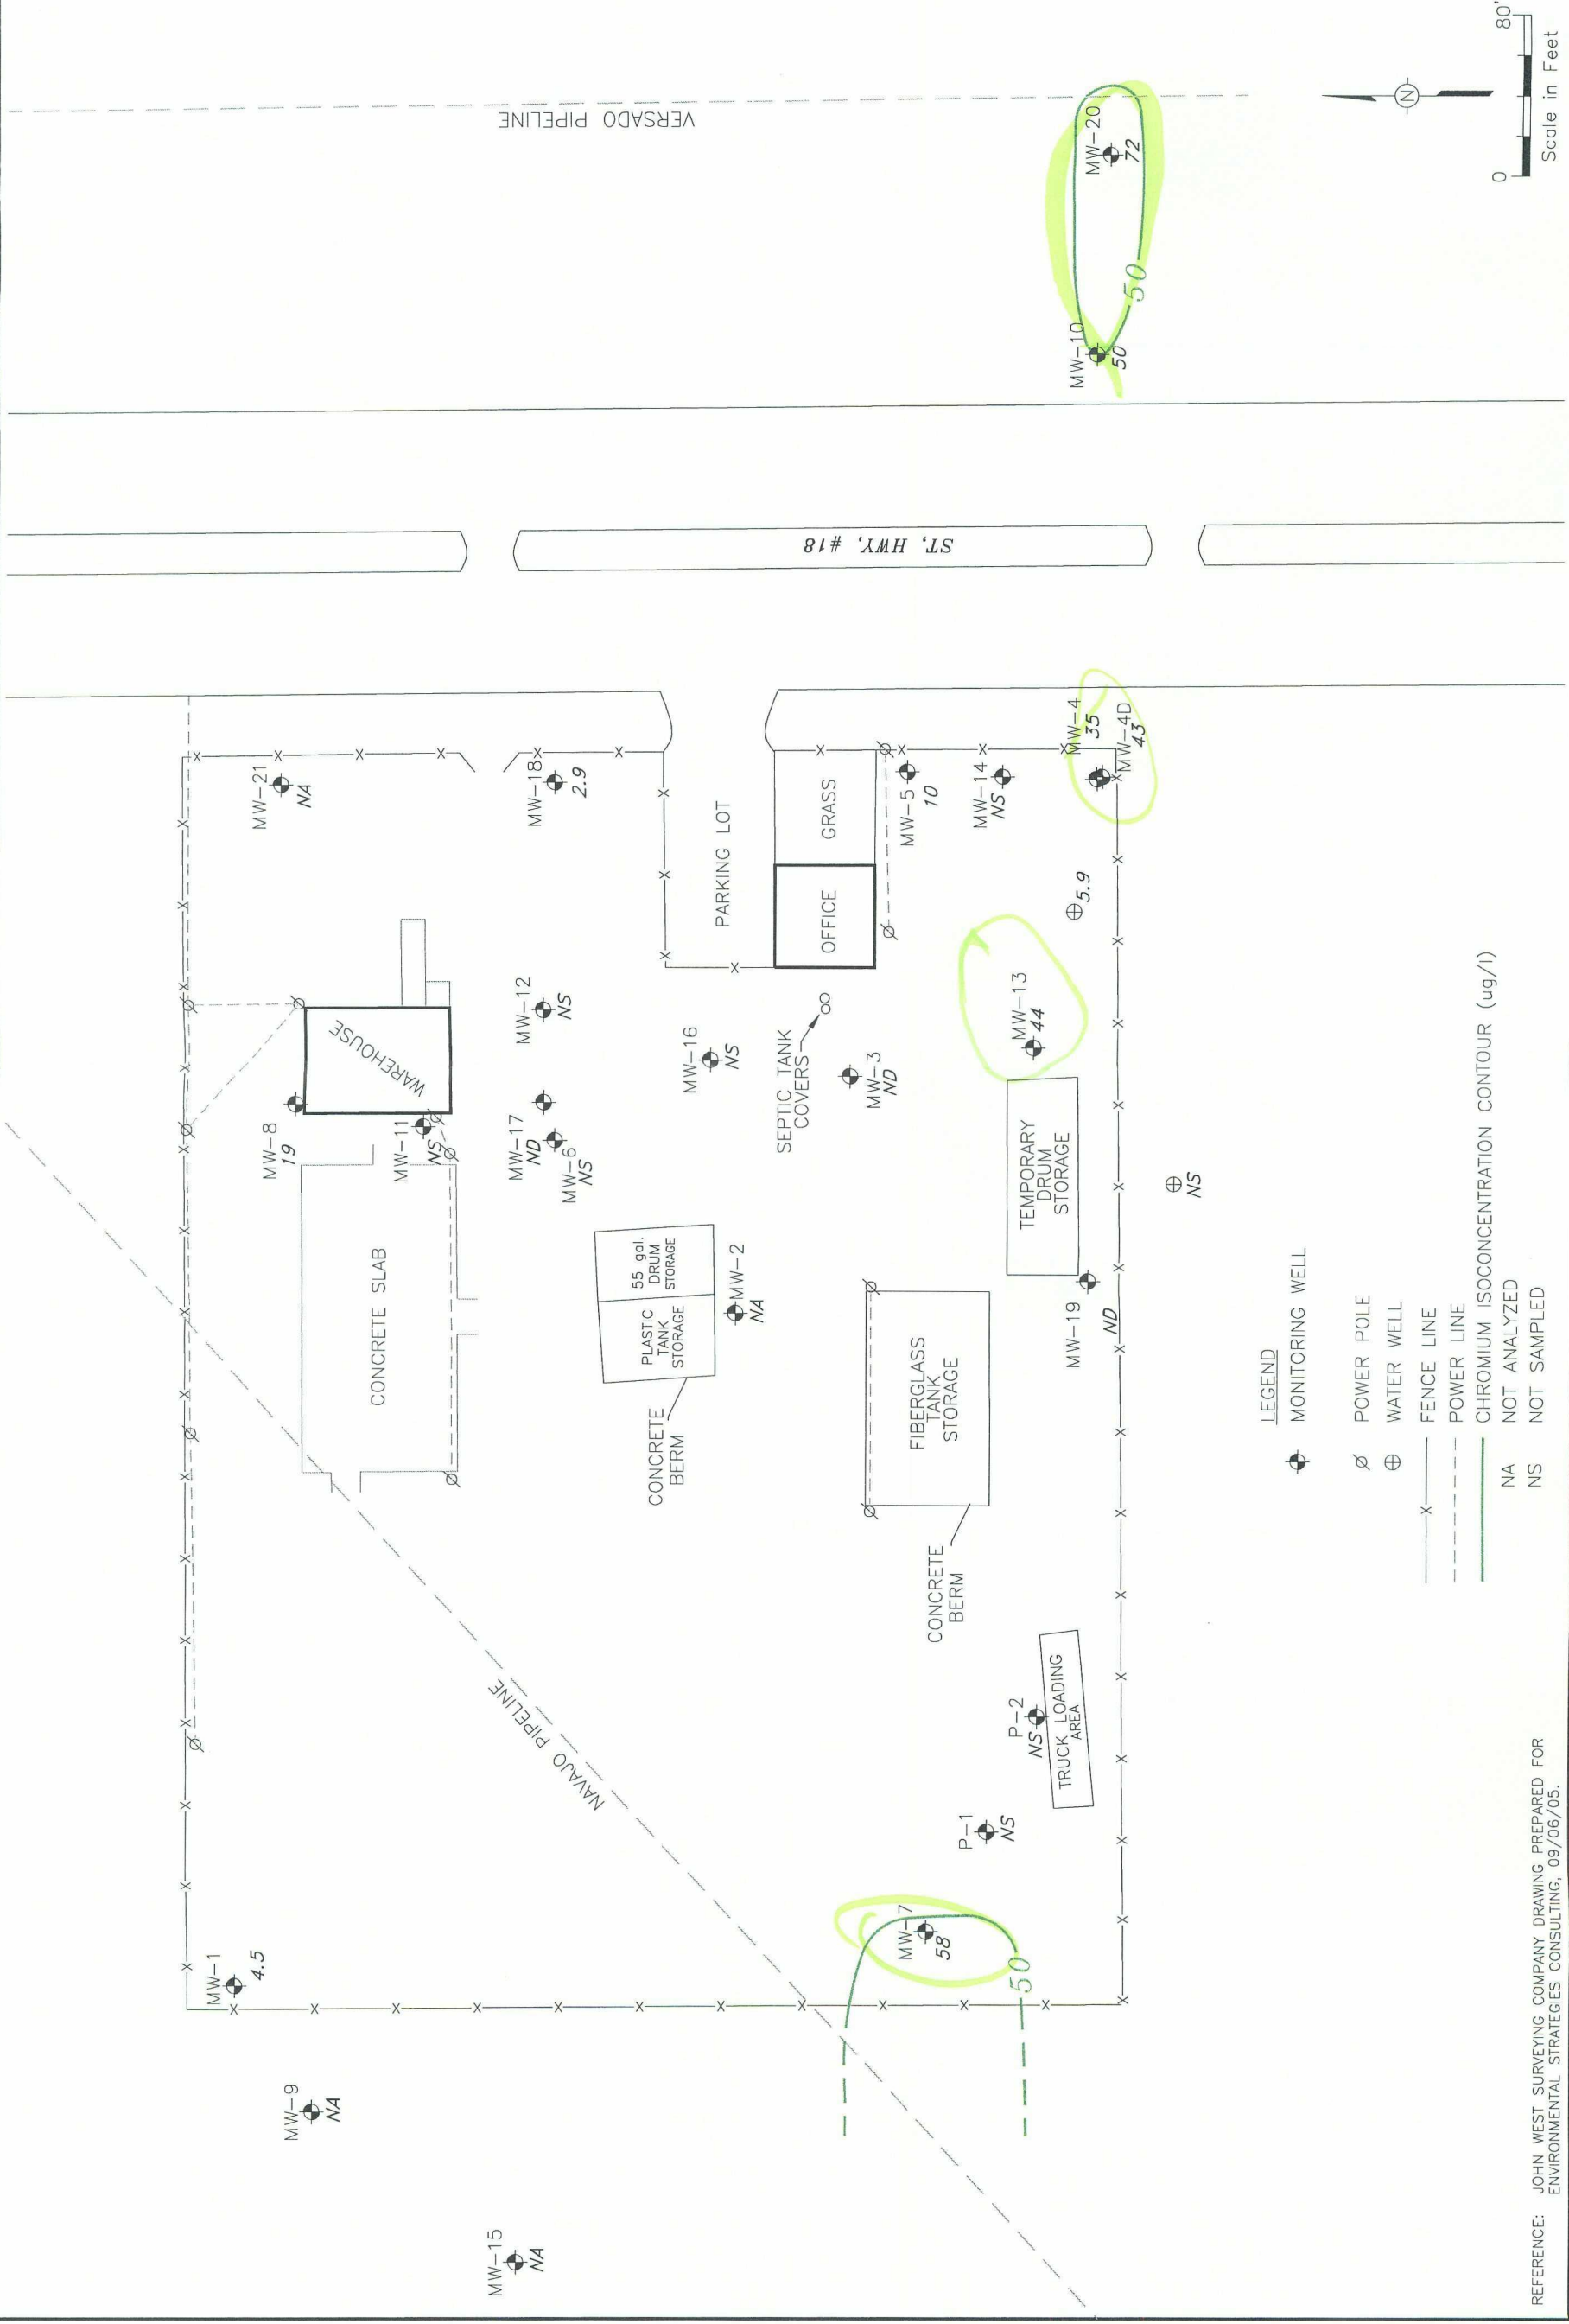 MW-15
NA
MW-9
NA
MW-1
4.5
NAVAJO PIPELINE
MW-7
58
50
P-1
NS
P-2
NS
TRUCK LOADING
AREA
CONCRETE
BERM
FIBERGLASS
TANK
STORAGE
CONCRETE SLAB
CONCRETE
BERM
PLASTIC
TANK
STORAGE
55 gal.
DRUM
STORAGE
MW-2
NA
MW-19
ND
TEMPORARY
DRUM
STORAGE
NS
MW-8
19
MW-11
NS
WAREHOUSE
MW-17
ND
MW-6
NS
MW-12
NS
MW-16
NS
SEPTIC TANK
COVERS
MW-3
ND
MW-13
44
5.9
PARKING LOT
OFFICE
GRASS
MW-21
NA
MW-18
2.9
MW-5
10
MW-14
NS
MW-4
35
MW-4D
43
ST, HWY, #18
MW-10
50
50
MW-20
72
VERSADO PIPELINE
N
0 80'
Scale in Feet
LEGEND
MONITORING WELL
POWER POLE
WATER WELL
FENCE LINE
POWER LINE
CHROMIUM ISOCONCENTRATION CONTOUR (ug/l)
NA NOT ANALYZED
NS NOT SAMPLED
REFERENCE: JOHN WEST SURVEYING COMPANY DRAWING PREPARED FOR
ENVIRONMENTAL STRATEGIES CONSULTING, 09/06/05.